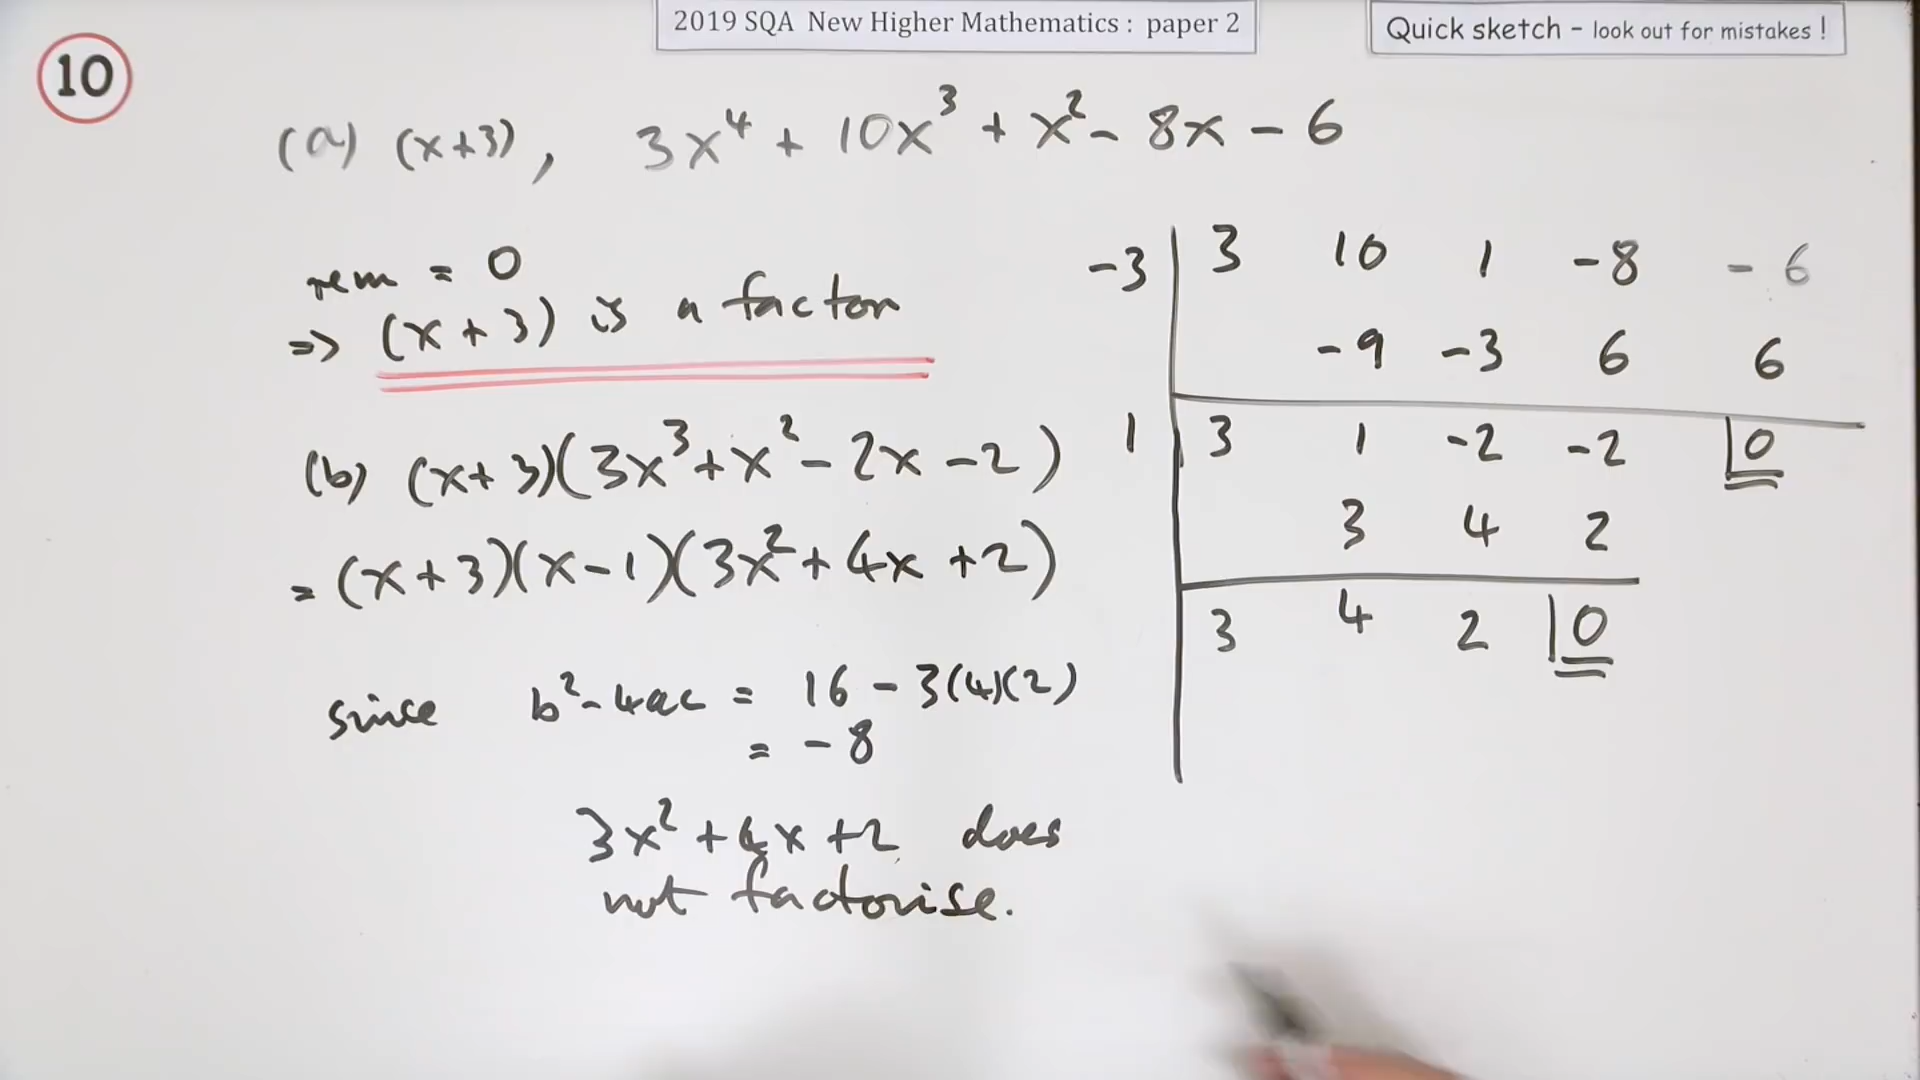 2019 SQA New Higher Mathematics : paper 2
Quick sketch – look out for mistakes !
10
(a) (x+3), 3x⁴ + 10x³ + x² - 8x - 6
rem = 0
=> (x + 3) is a factor
(b) (x+3)(3x³+x²-2x-2)
= (x+3)(x-1)(3x²+4x+2)
since b²-4ac = 16 - 3(4)(2)
= -8
3x²+4x+2 does
not factorise.
-3 3 10 1 -8 -6
-9 -3 6 6
1 3 1 -2 -2 0
3 4 2
3 4 2 0